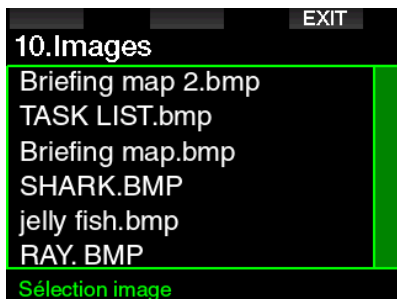 EXIT
10.Images
Briefing map 2.bmp
TASK LIST.bmp
Briefing map.bmp
SHARK.BMP
jelly fish.bmp
RAY. BMP
Sélection image